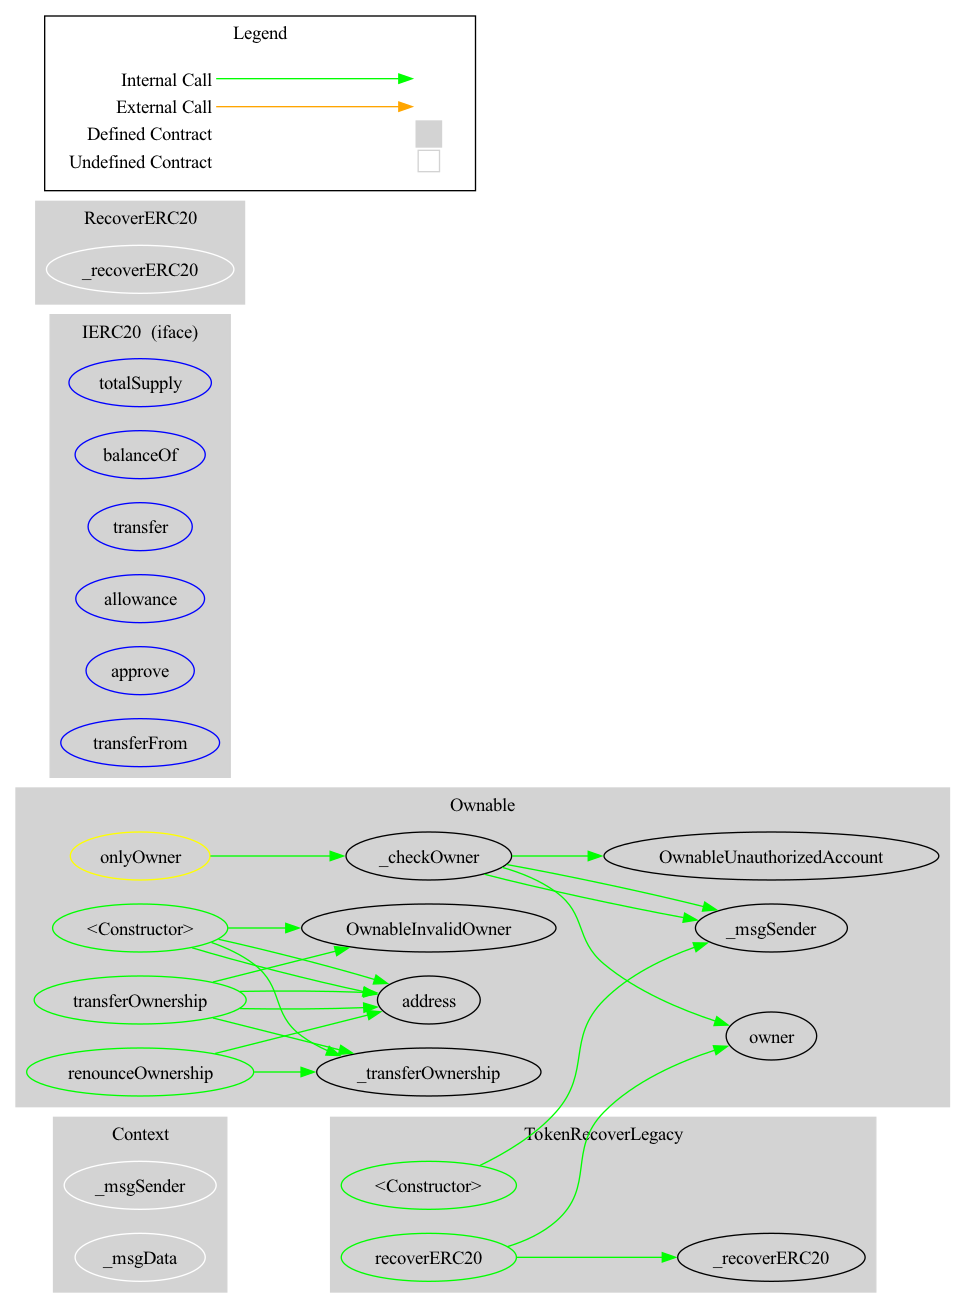 Legend
Internal Call
External Call
Defined Contract
Undefined Contract
RecoverERC20
_recoverERC20
IERC20  (iface)
totalSupply
balanceOf
transfer
allowance
approve
transferFrom
Ownable
onlyOwner
_checkOwner
OwnableUnauthorizedAccount
<Constructor>
OwnableInvalidOwner
_msgSender
transferOwnership
address
owner
renounceOwnership
_transferOwnership
Context
_msgSender
_msgData
TokenRecoverLegacy
<Constructor>
recoverERC20
_recoverERC20